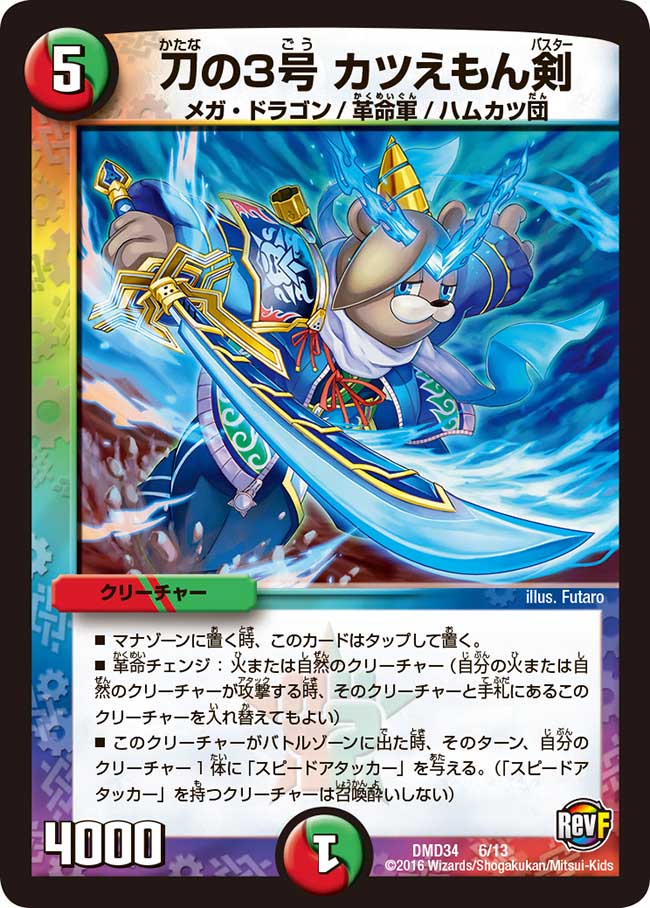 5
刀の3号 カツえもん剣
かたな ごう バスター
メガ・ドラゴン/革命軍/ハムカツ団
かくめいぐん だん
クリーチャー
illus. Futaro
■ マナゾーンに置く時、このカードはタップして置く。
■ 革命チェンジ:火または自然のクリーチャー(自分の火または自
然のクリーチャーが攻撃する時、そのクリーチャーと手札にあるこの
クリーチャーを入れ替えてもよい)
■ このクリーチャーがバトルゾーンに出た時、そのターン、自分の
クリーチャー1体に「スピードアタッカー」を与える。(「スピードア
タッカー」を持つクリーチャーは召喚酔いしない)
4000
1
RevF
DMD34 6/13
©2016 Wizards/Shogakukan/Mitsui-Kids